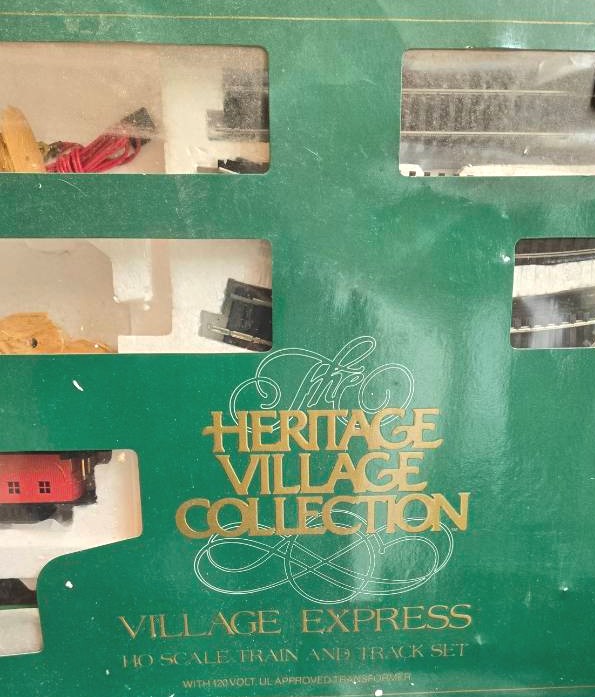 The
HERITAGE
VILLAGE
COLLECTION
VILLAGE EXPRESS
HO SCALE TRAIN AND TRACK SET
WITH 120 VOLT UL APPROVED TRANSFORMER